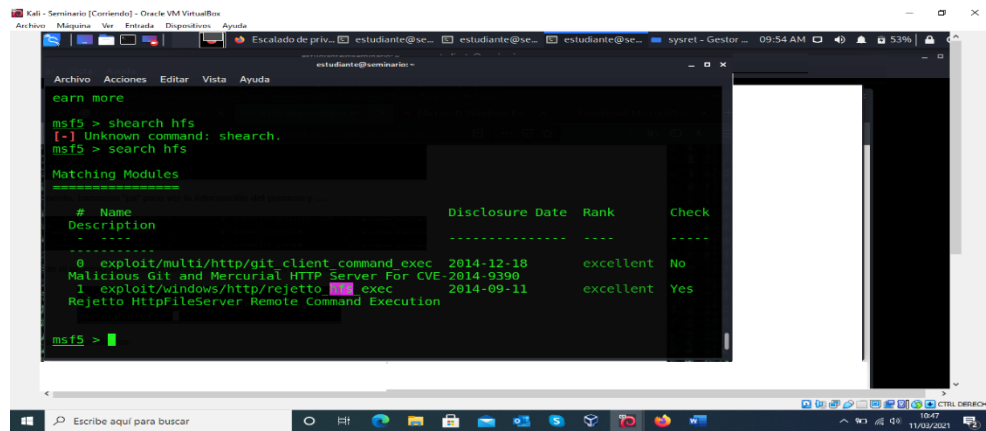 Kali - Seminario [Corriendo] - Oracle VM VirtualBox
Archivo Máquina Ver Entrada Dispositivos Ayuda
Escalado de priv... estudiante@se... estudiante@se... estudiante@se... sysret - Gestor ... 09:54 AM 53%
estudiante@seminario: ~
Archivo Acciones Editar Vista Ayuda
earn more
msf5 > shearch hfs
[-] Unknown command: shearch.
msf5 > search hfs
Matching Modules
================
# Name Disclosure Date Rank Check
Description
- ---- --------------- ---- -----
-----------
0 exploit/multi/http/git_client_command_exec 2014-12-18 excellent No
Malicious Git and Mercurial HTTP Server For CVE-2014-9390
1 exploit/windows/http/rejetto_hfs_exec 2014-09-11 excellent Yes
Rejetto HttpFileServer Remote Command Execution
msf5 >
CTRL DERECH
Escribe aquí para buscar
10:47
11/03/2021